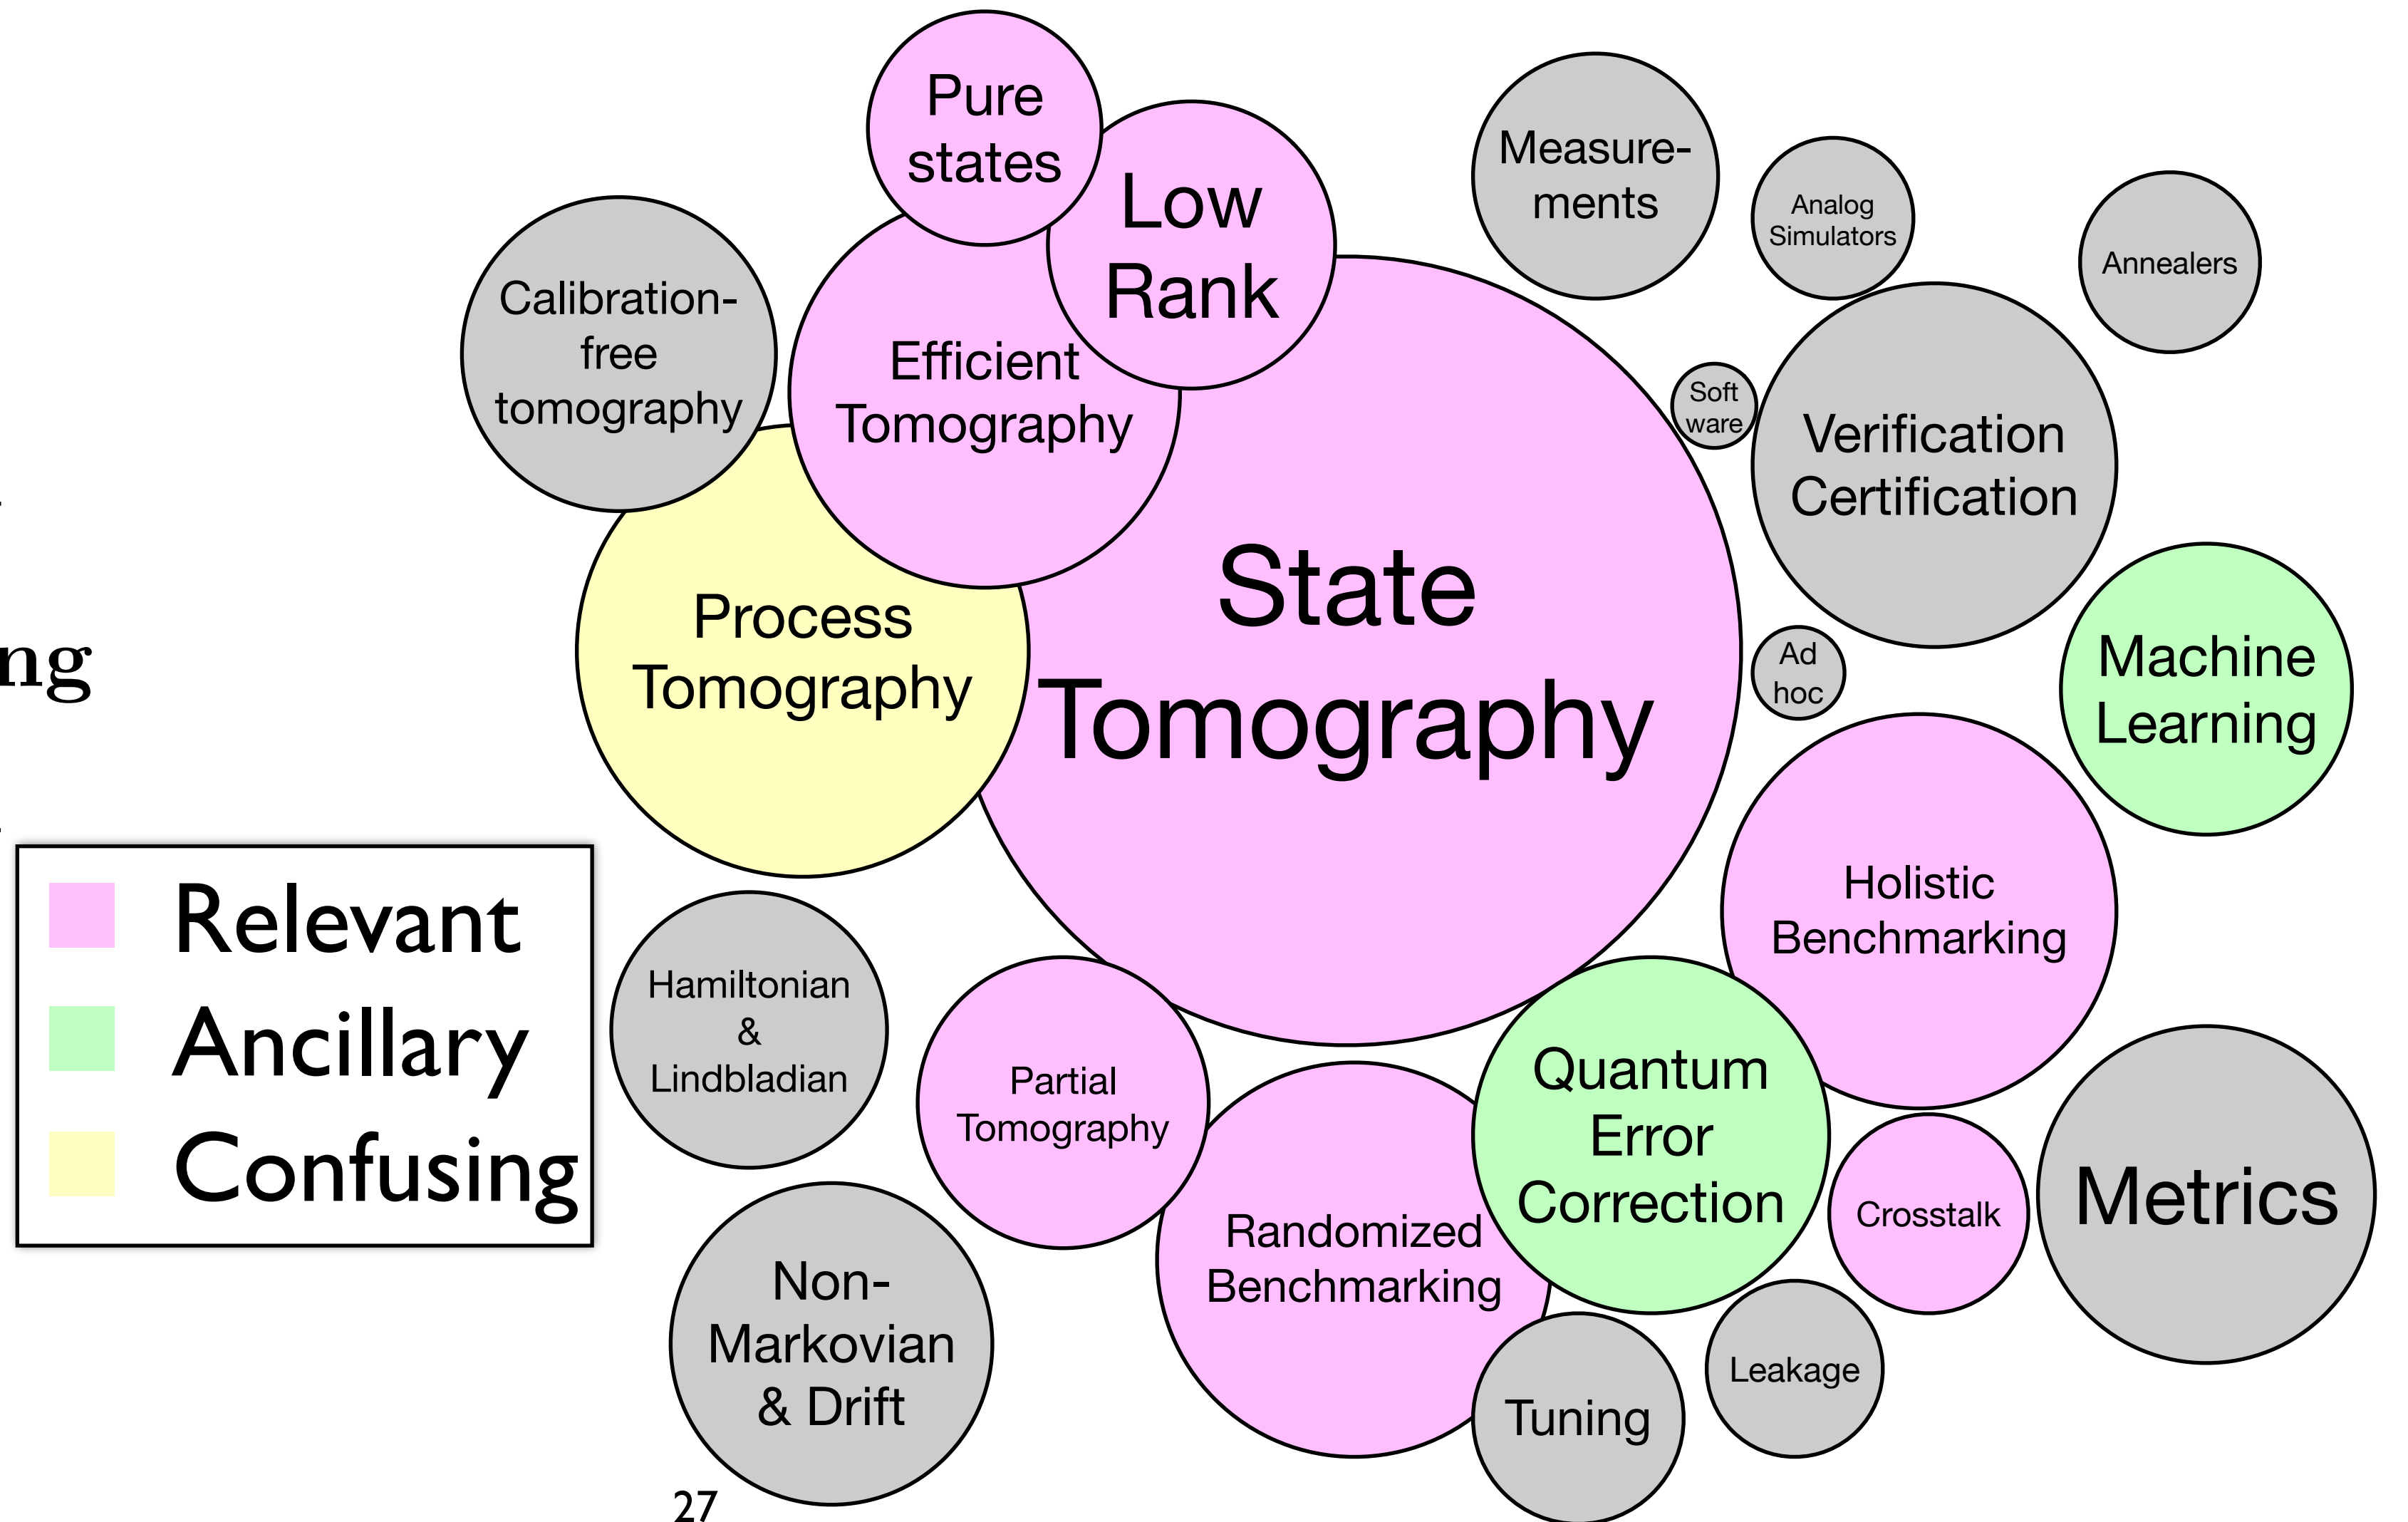 Pure
states
Low
Rank
Measure-
ments
Analog
Simulators
Annealers
Calibration-
free
tomography
Efficient
Tomography
Soft
ware
Verification
Certification
Process
Tomography
State
Tomography
Ad
hoc
Machine
Learning
ng
Relevant
Ancillary
Confusing
Holistic
Benchmarking
Hamiltonian
&
Lindbladian
Partial
Tomography
Quantum
Error
Correction
Crosstalk
Metrics
Randomized
Benchmarking
Non-
Markovian
& Drift
Tuning
Leakage
27